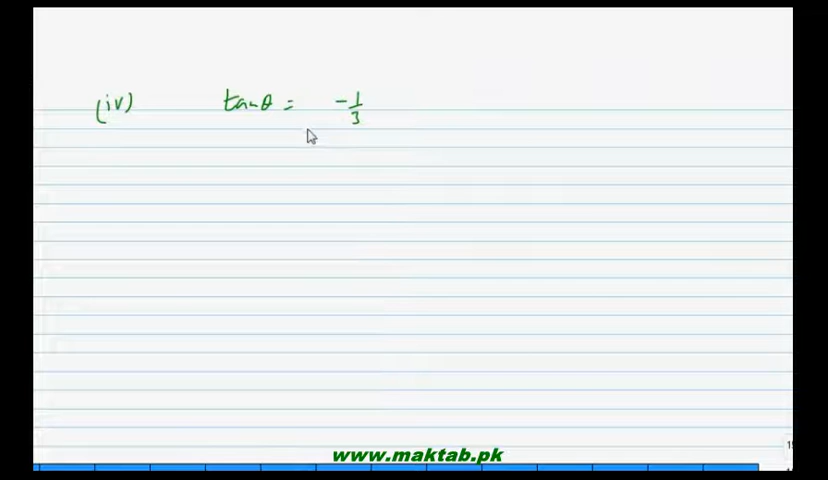 (iv) tanθ = -1/3
www.maktab.pk